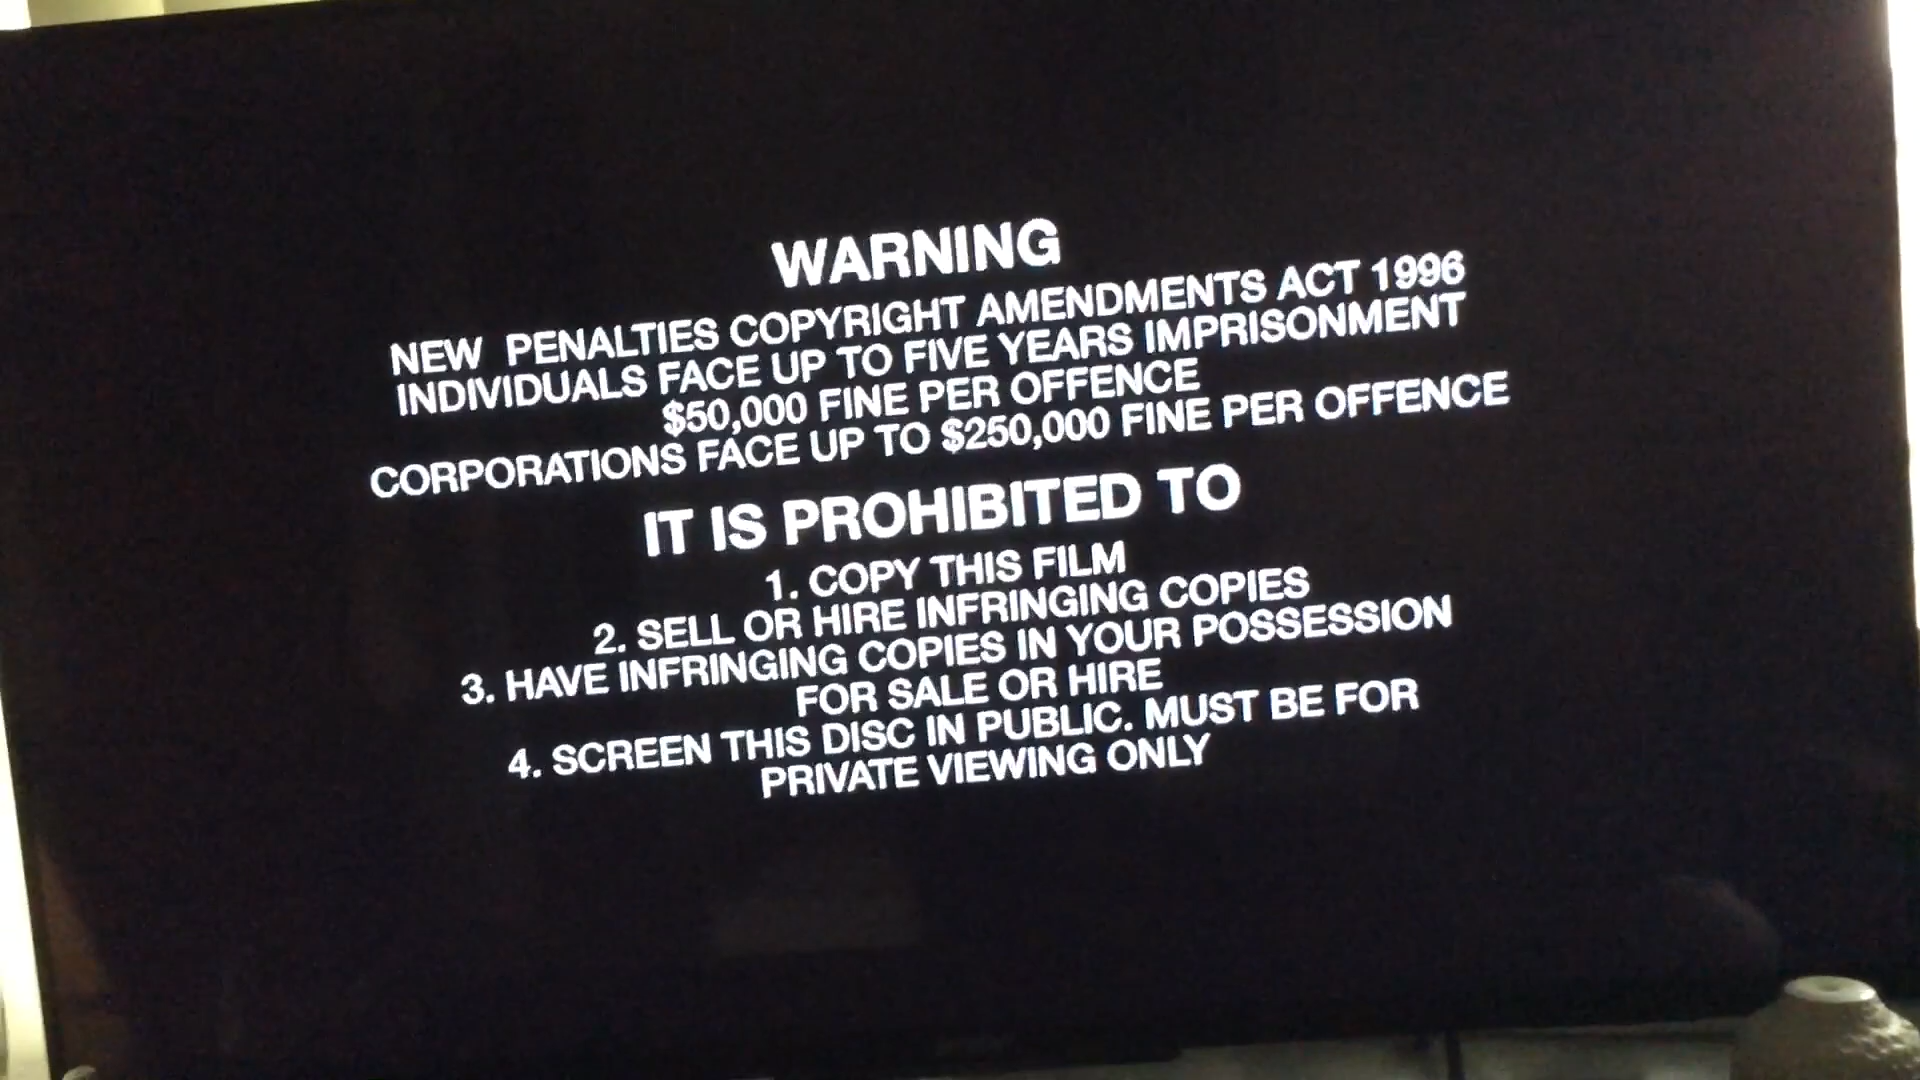 WARNING
NEW PENALTIES COPYRIGHT AMENDMENTS ACT 1996
INDIVIDUALS FACE UP TO FIVE YEARS IMPRISONMENT
$50,000 FINE PER OFFENCE
CORPORATIONS FACE UP TO $250,000 FINE PER OFFENCE
IT IS PROHIBITED TO
1. COPY THIS FILM
2. SELL OR HIRE INFRINGING COPIES
3. HAVE INFRINGING COPIES IN YOUR POSSESSION
FOR SALE OR HIRE
4. SCREEN THIS DISC IN PUBLIC. MUST BE FOR
PRIVATE VIEWING ONLY